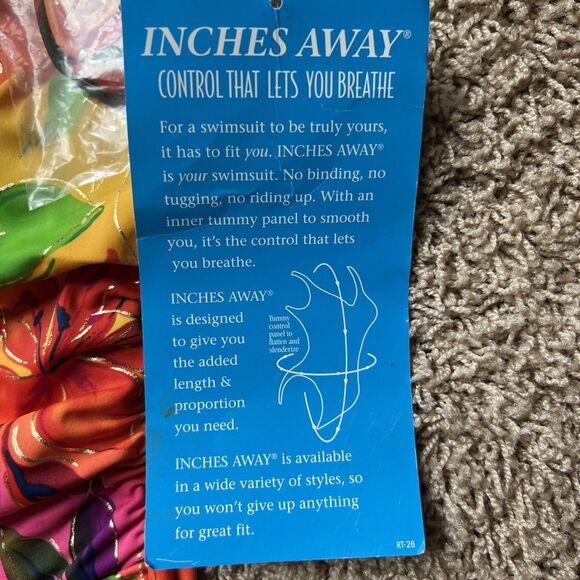 INCHES AWAY®
CONTROL THAT LETS YOU BREATHE
For a swimsuit to be truly yours,
it has to fit you. INCHES AWAY®
is your swimsuit. No binding, no
tugging, no riding up. With an
inner tummy panel to smooth
you, it's the control that lets
you breathe.
INCHES AWAY®
is designed
to give you
the added
length &
proportion
you need.
Tummy
control
panel to
flatten and
slenderize
INCHES AWAY® is available
in a wide variety of styles, so
you won't give up anything
for great fit.
RT-28